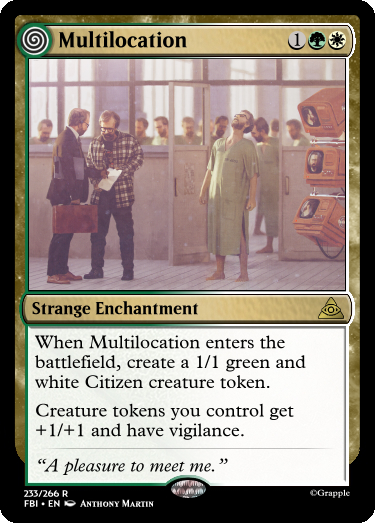 Multilocation 1
Strange Enchantment
When Multilocation enters the
battlefield, create a 1/1 green and
white Citizen creature token.
Creature tokens you control get
+1/+1 and have vigilance.
“A pleasure to meet me.”
233/266 R
FBI • EN Anthony Martin
©Grapple